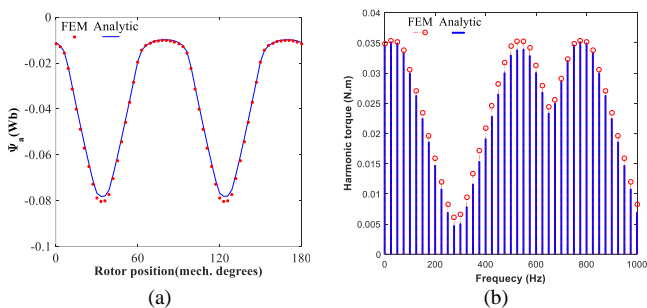 (a)
FEM Analytic
0
−0.02
−0.04
−0.06
−0.08
−0.1
Ψa(Wb)
0 60 120 180
Rotor position(mech. degrees)
(a)
FEM Analytic
0.04
0.035
0.03
0.025
0.02
0.015
0.01
0.005
0
Harmonic torque (N.m)
0 200 400 600 800 1000
Frequecy (Hz)
(b)